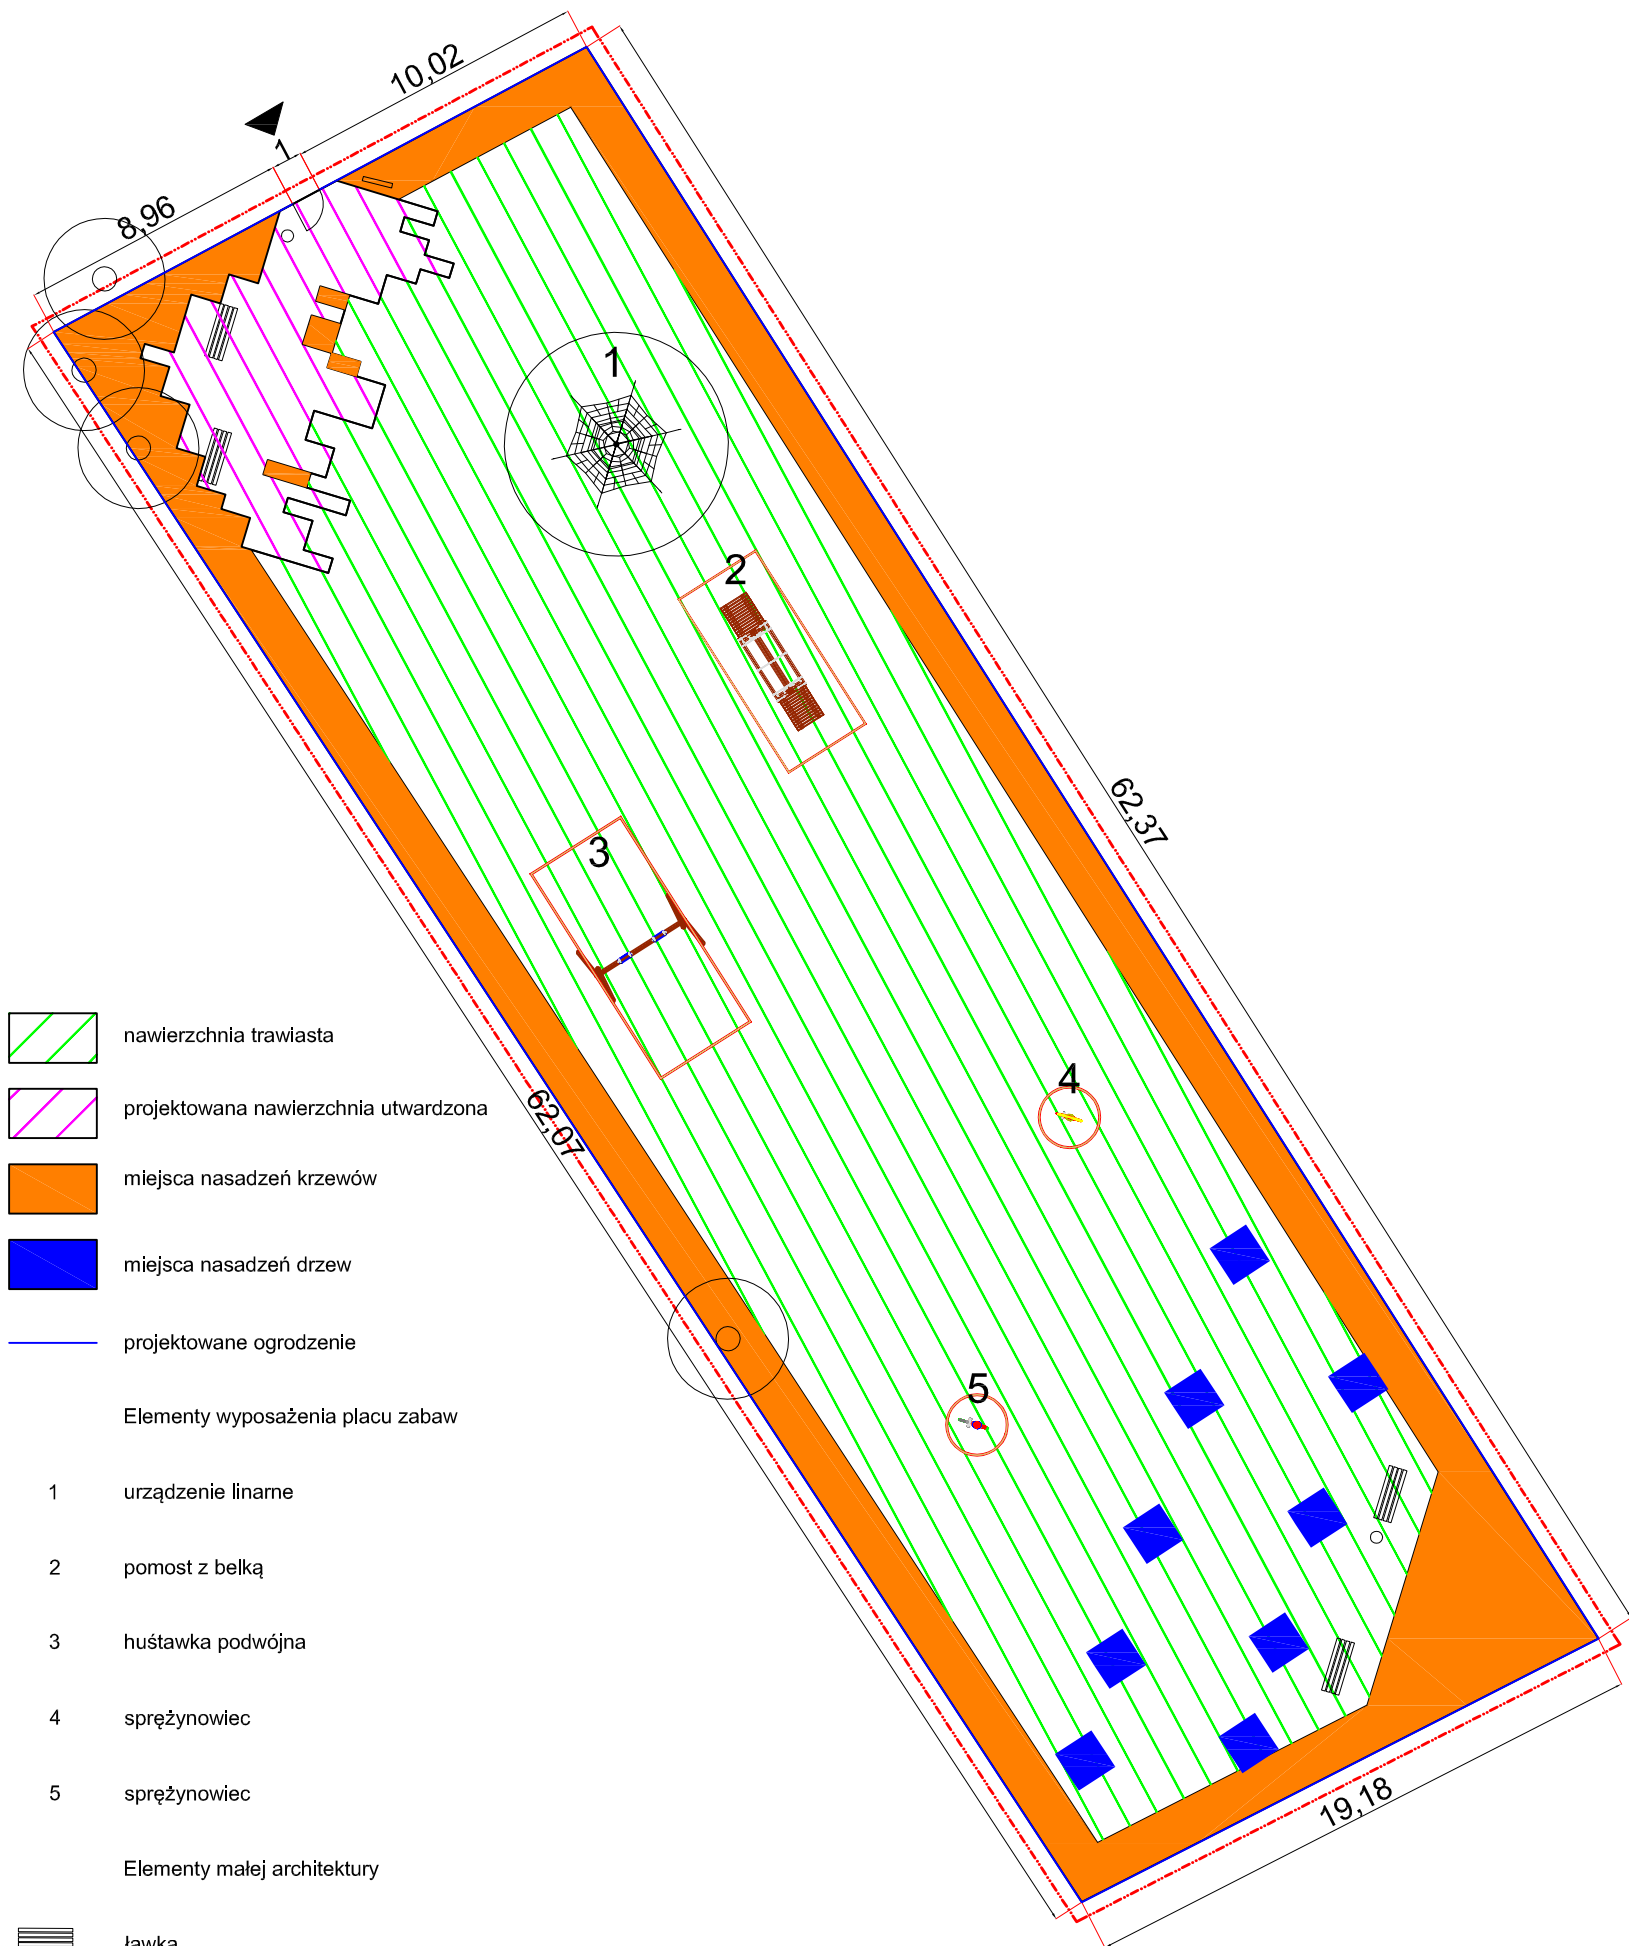 10,02
1
8,96
1
2
62,37
3
4
62,07
5
19,18
nawierzchnia trawiasta
projektowana nawierzchnia utwardzona
miejsca nasadzeń krzewów
miejsca nasadzeń drzew
projektowane ogrodzenie
Elementy wyposażenia placu zabaw
1 urządzenie linarne
2 pomost z belką
3 huśtawka podwójna
4 sprężynowiec
5 sprężynowiec
Elementy małej architektury
ławka